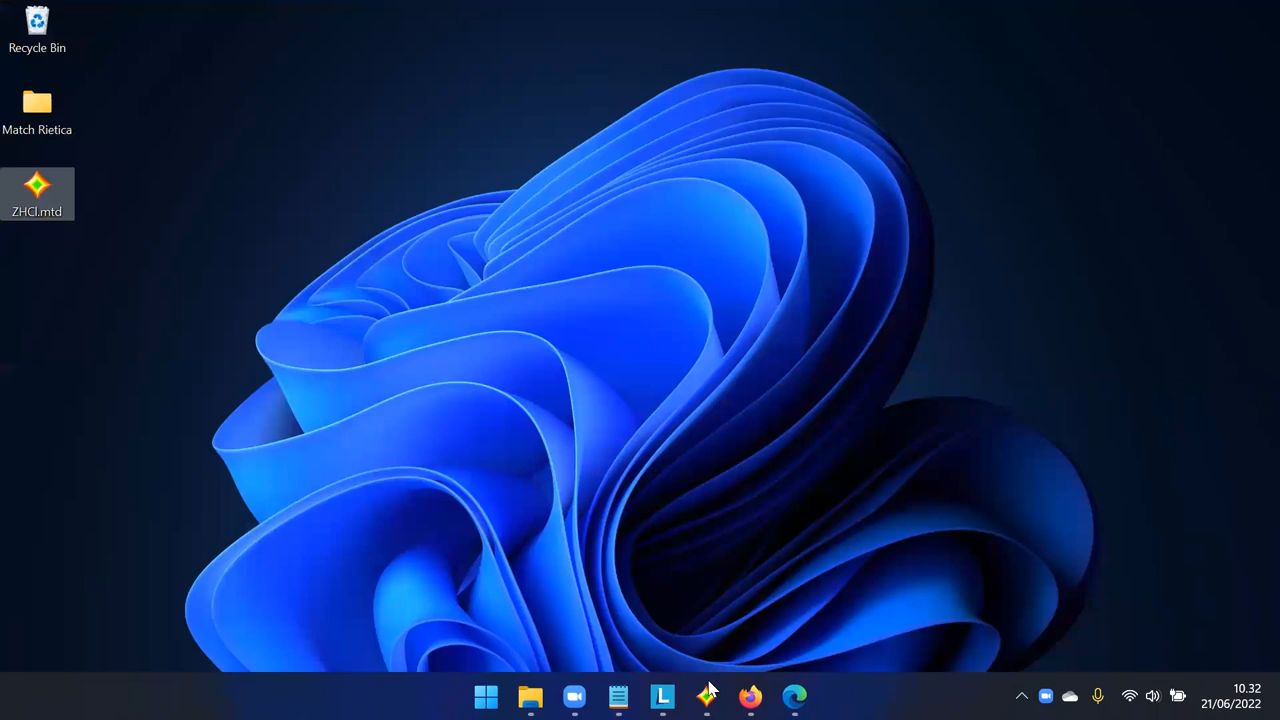 Recycle Bin
Match Rietica
ZHCl.mtd
L
10.32
21/06/2022